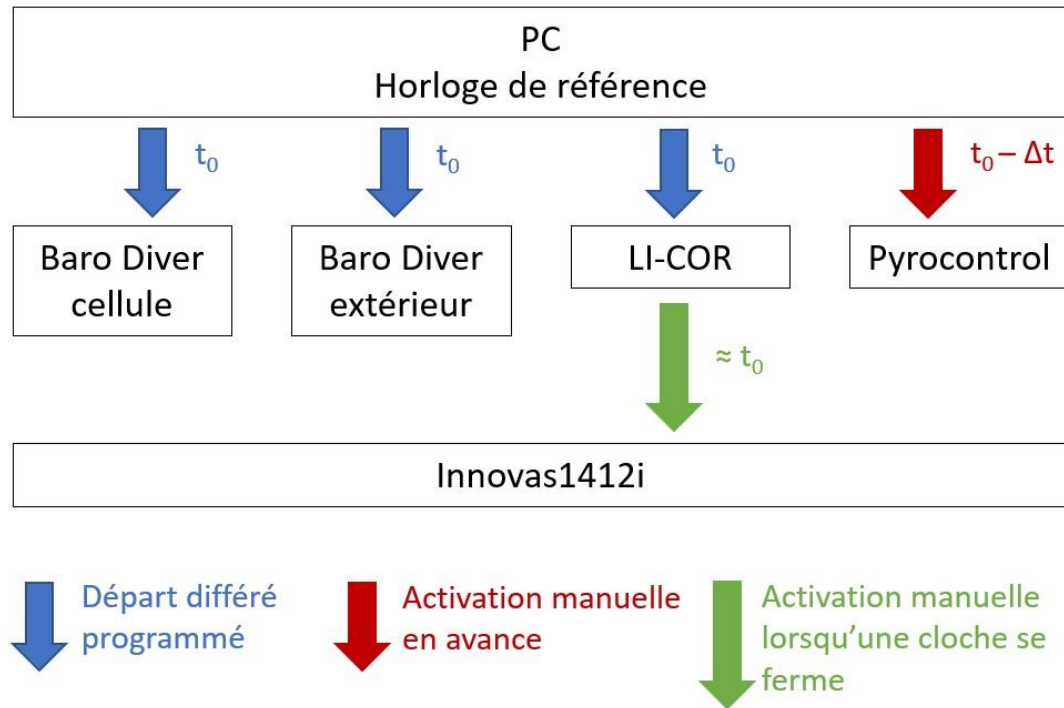 PC
Horloge de référence
t₀
t₀
t₀
t₀ – Δt
Baro Diver
cellule
Baro Diver
extérieur
LI-COR
Pyrocontrol
≈ t₀
Innovas1412i
Départ différé
programmé
Activation manuelle
en avance
Activation manuelle
lorsqu’une cloche se
ferme